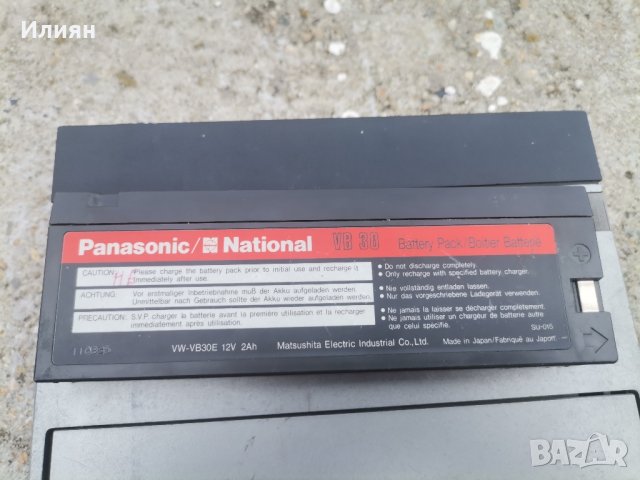 Илиян
Panasonic/ National VB 30 Battery Pack/Boîtier Batterie
CAUTION: Please charge the battery pack prior to initial use and recharge it
immediately after use.
ACHTUNG: Vor erstmaliger Inbetriebnahme muß der Akku aufgeladen werden.
Unmittelbar nach Gebrauch sollte der Akku wieder aufgeladen werden.
PRECAUTION: S.V.P. charger la batterie avant la première utilisation et la recharger
immédiatement après utilisation.
● Do not discharge completely.
● Only recharge with specified battery charger.
● Nie vollständig entladen lassen.
● Nur das vorgeschriebene Ladegerät verwenden.
● Ne jamais la laisser se décharger complètement.
● Ne jamais utiliser un chargeur de batterie autre
que celui specifié.
SU-015
VW-VB30E 12V 2Ah Matsushita Electric Industrial Co., Ltd. Made in Japan/Fabriqué au Japon
BAZAR